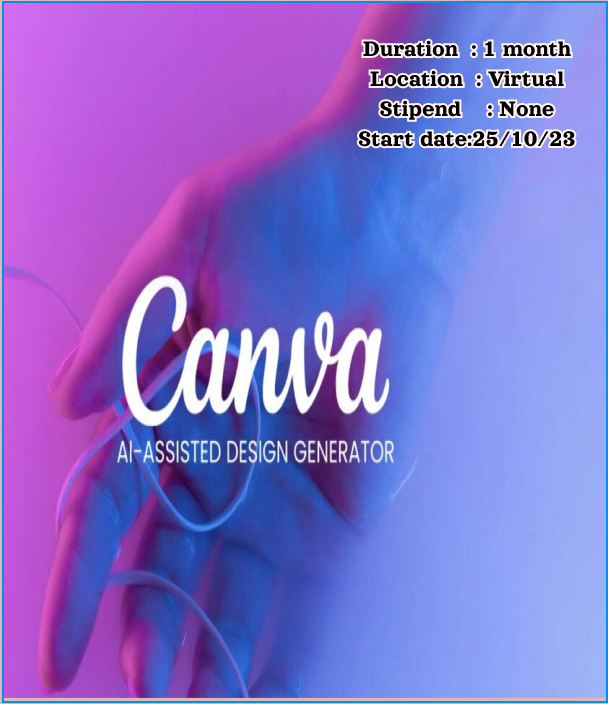 Duration : 1 month
Location : Virtual
Stipend : None
Start date:25/10/23
Canva
AI-ASSISTED DESIGN GENERATOR